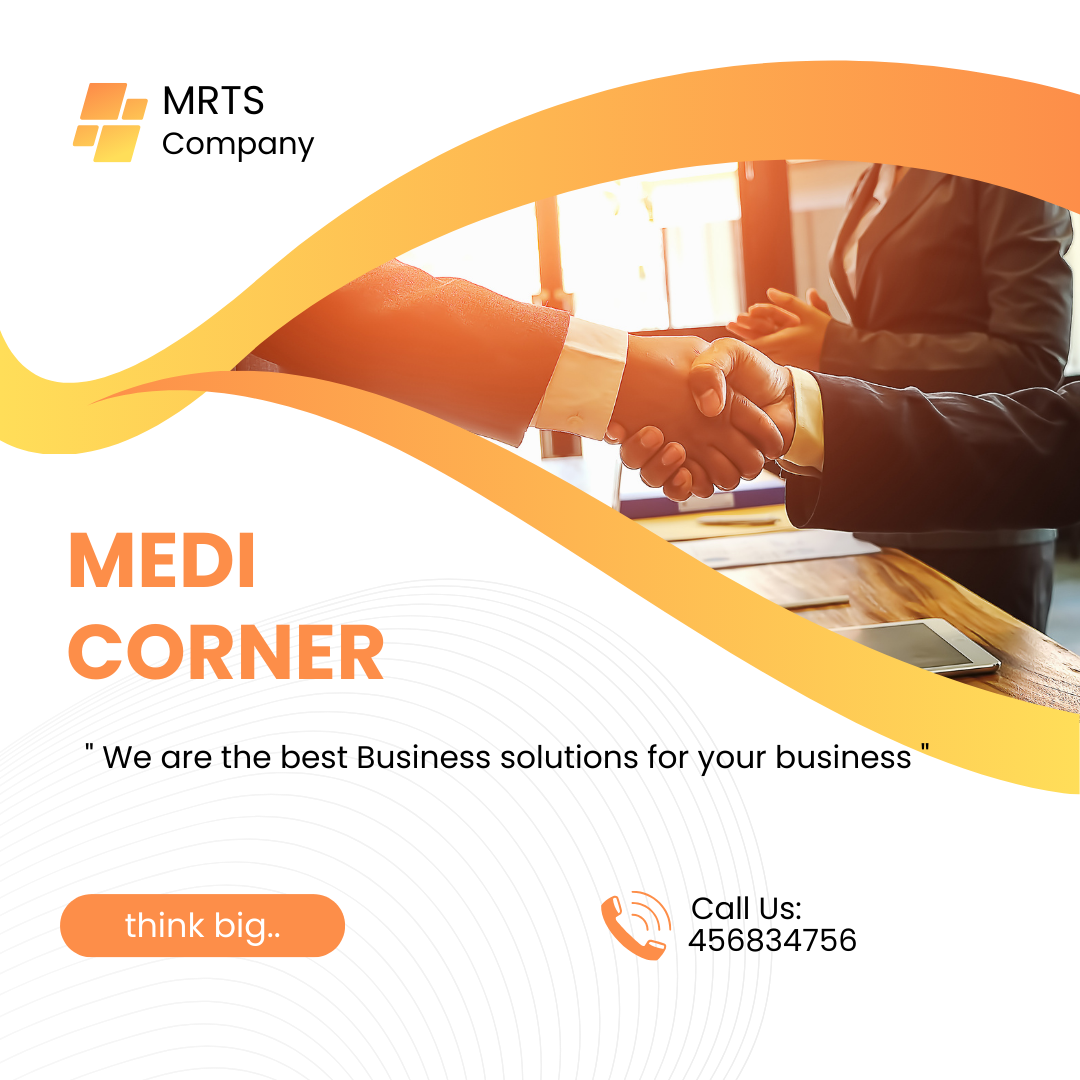 MRTS
Company
MEDI
CORNER
" We are the best Business solutions for your business "
think big..
Call Us:
456834756